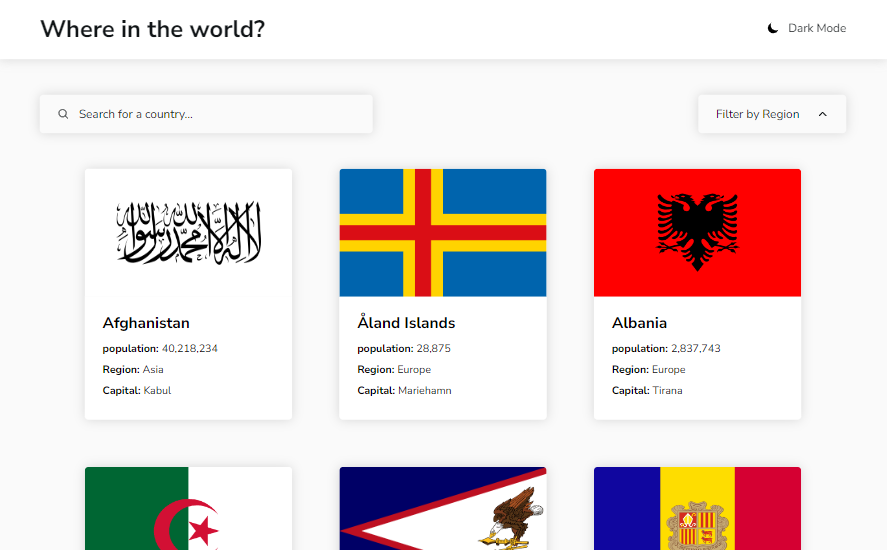 Where in the world?
Dark Mode
Search for a country...
Filter by Region
لا إله إلا الله محمد رسول الله
Afghanistan
population: 40,218,234
Region: Asia
Capital: Kabul
Åland Islands
population: 28,875
Region: Europe
Capital: Mariehamn
Albania
population: 2,837,743
Region: Europe
Capital: Tirana